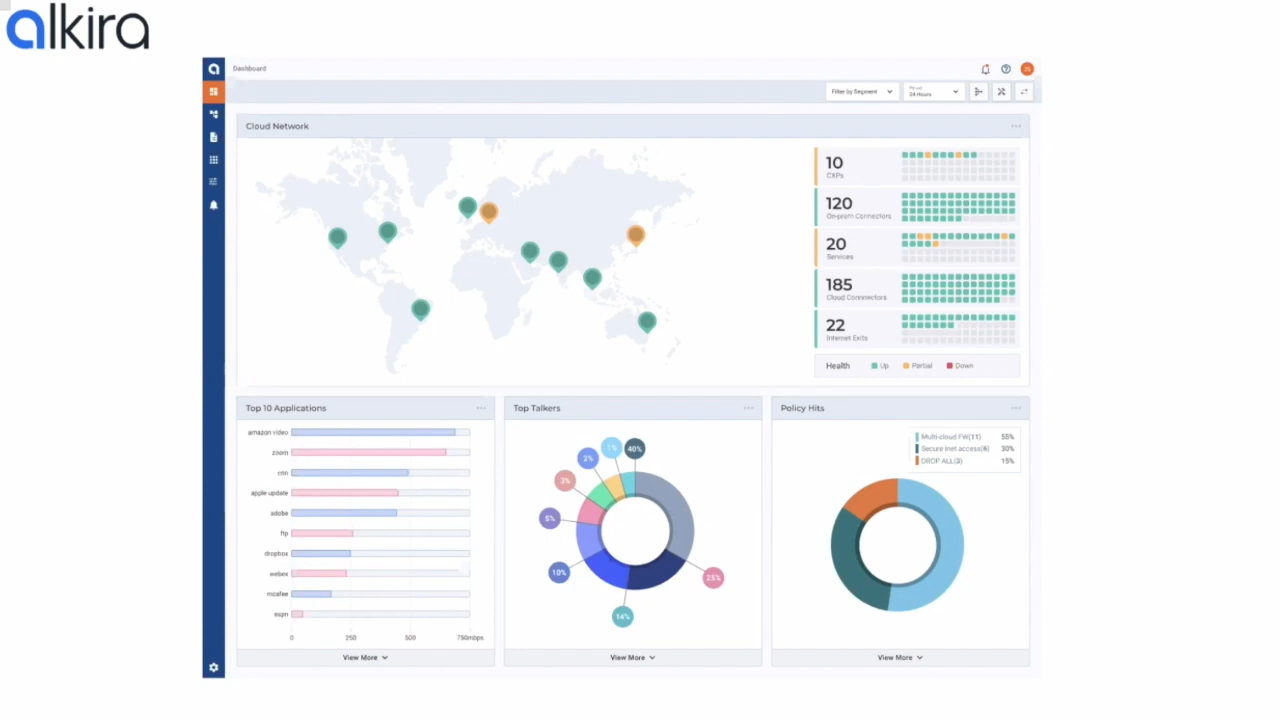 alkira
Dashboard
Filter by Segment
Period
24 Hours
Cloud Network
10
CXPs
120
On-prem Connectors
20
Services
185
Cloud Connectors
22
Internet Exits
Health
Up
Partial
Down
Top 10 Applications
amazon video
zoom
cnn
apple update
adobe
ftp
dropbox
webex
mcafee
espn
0
250
500
750mbps
View More
Top Talkers
1%
40%
2%
3%
5%
10%
14%
25%
View More
Policy Hits
Multi-cloud FW(11) 55%
Secure Inet access(6) 30%
DROP ALL(3) 15%
View More